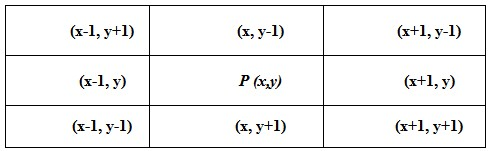 (x-1, y+1) (x, y-1) (x+1, y-1)
(x-1, y) P (x,y) (x+1, y)
(x-1, y-1) (x, y+1) (x+1, y+1)